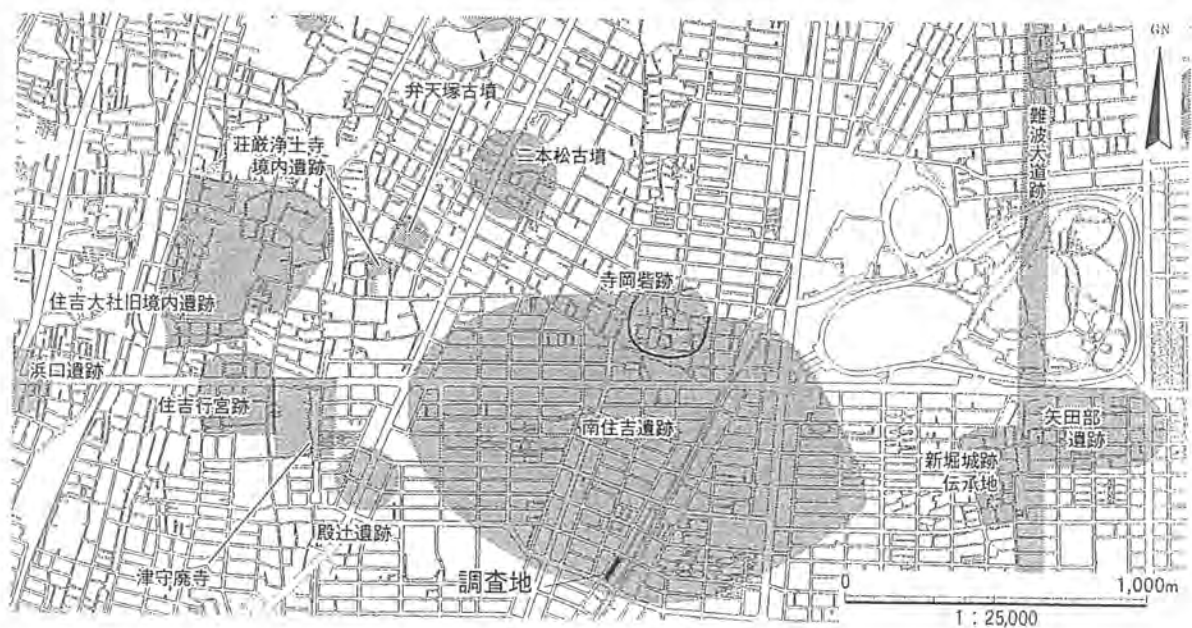 GN
弁天塚古墳
難波大道跡
荘厳浄土寺
境内遺跡
二本松古墳
寺岡砦跡
住吉大社旧境内遺跡
浜口遺跡
住吉行宮跡
南住吉遺跡
矢田部
遺跡
新堀城跡
伝承地
殿辻遺跡
津守廃寺
調査地
0
1,000m
1:25,000